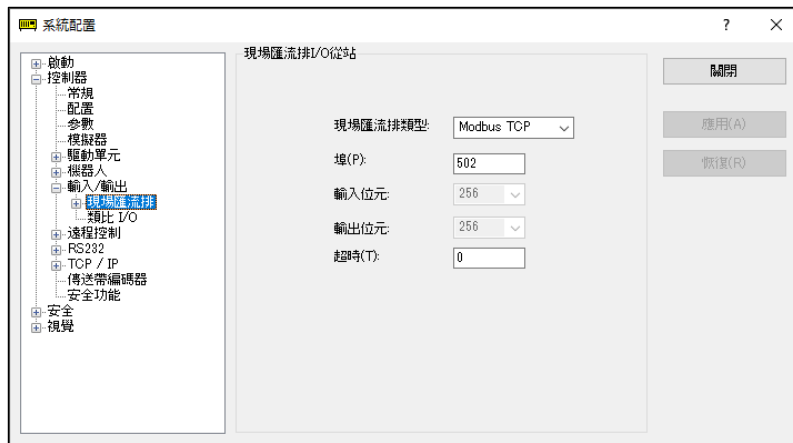 系統配置
? ×
啟動
控制器
常規
配置
參數
模擬器
驅動單元
機器人
輸入/輸出
現場匯流排
類比 I/O
遠程控制
RS232
TCP / IP
傳送帶編碼器
安全功能
安全
視覺
現場匯流排I/O從站
現場匯流排類型: Modbus TCP
埠(P): 502
輸入位元: 256
輸出位元: 256
超時(T): 0
關閉
應用(A)
恢復(R)